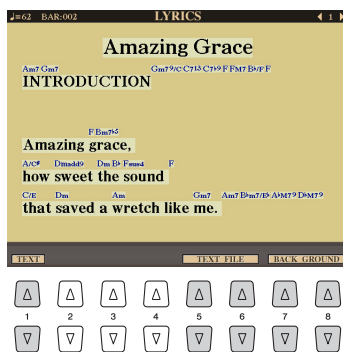 ♩=62 BAR:002 LYRICS 1
Amazing Grace
Am7 Gm7 Gm7 9/C C7 13 C7 ♭9 F FM7 B♭/F F
INTRODUCTION
F Bm7♭5
Amazing grace,
A/C# Dmadd9 Dm B♭ Fsus4 F
how sweet the sound
C/E Dm Am Gm7 Am7 B♭m7/E♭ A♭M7 9 D♭M7 9
that saved a wretch like me.
TEXT TEXT FILE BACK GROUND
1 2 3 4 5 6 7 8